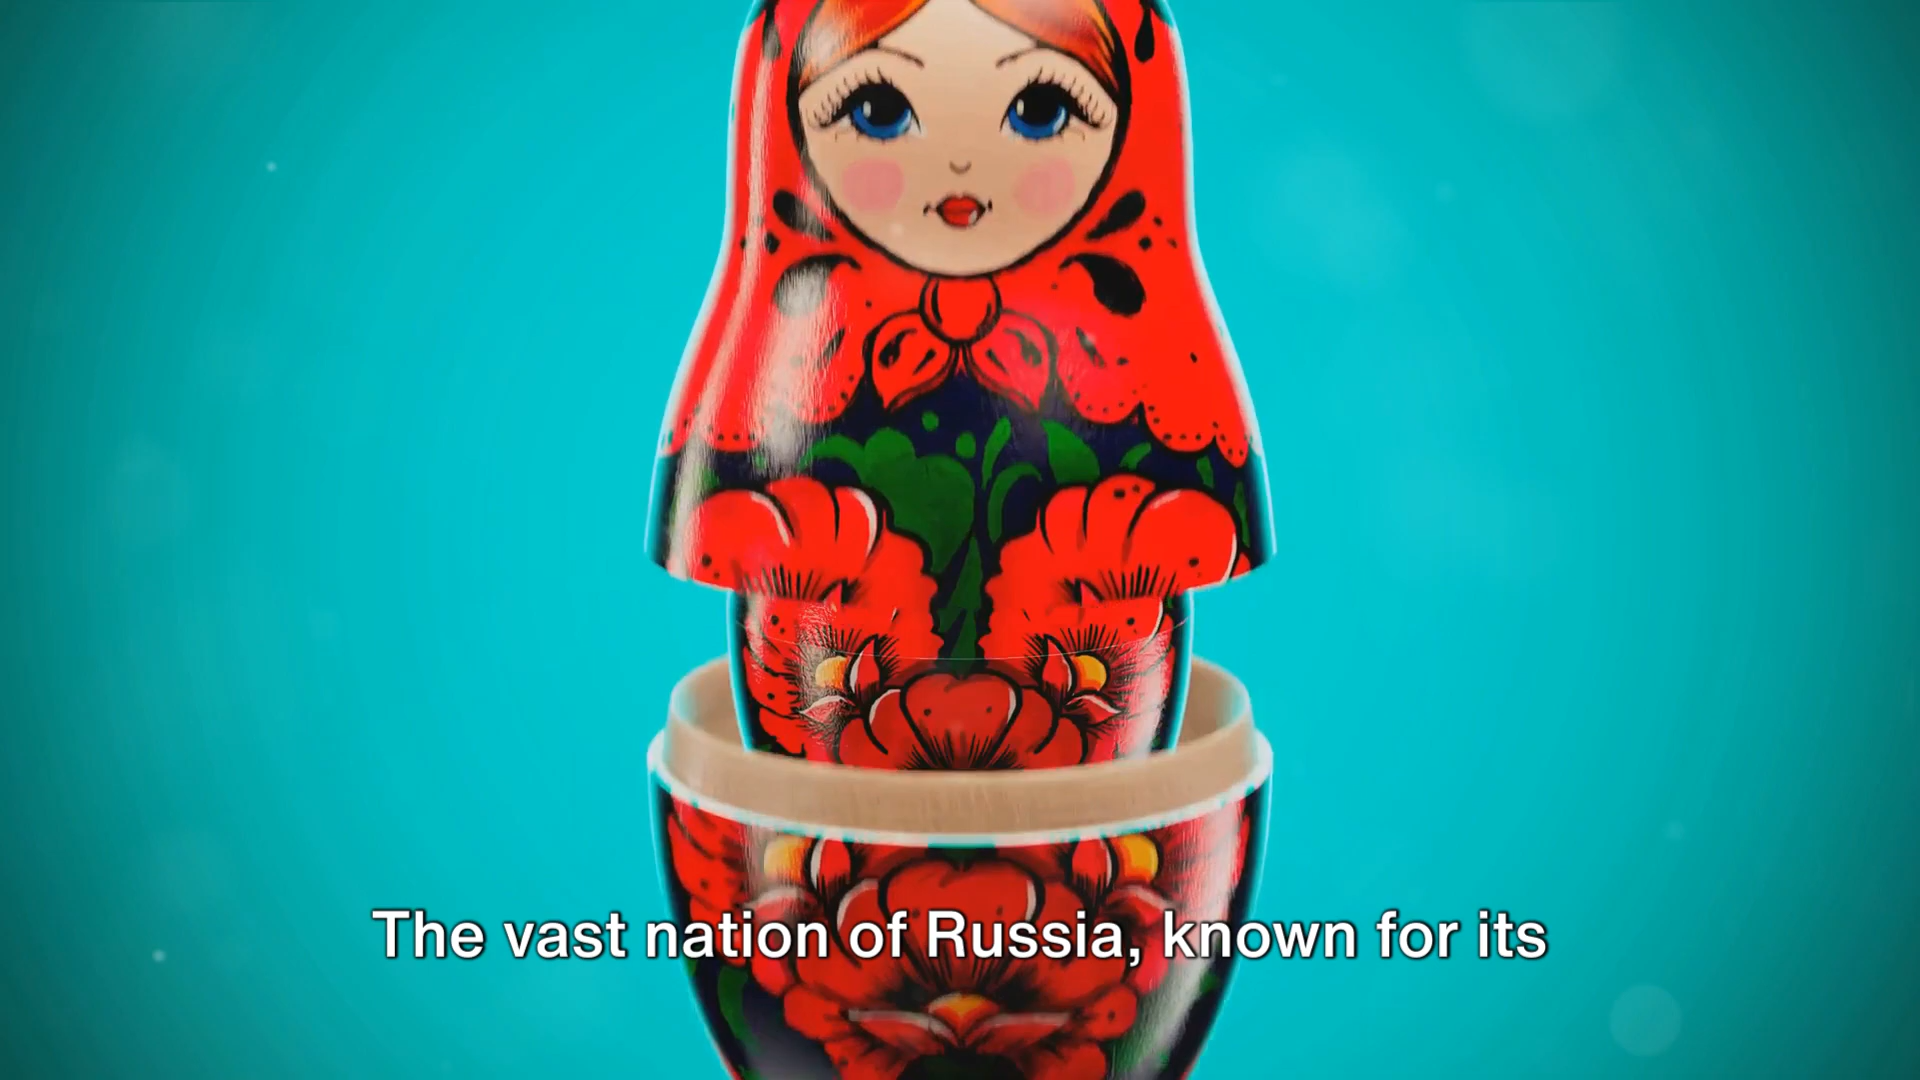 The vast nation of Russia, known for its